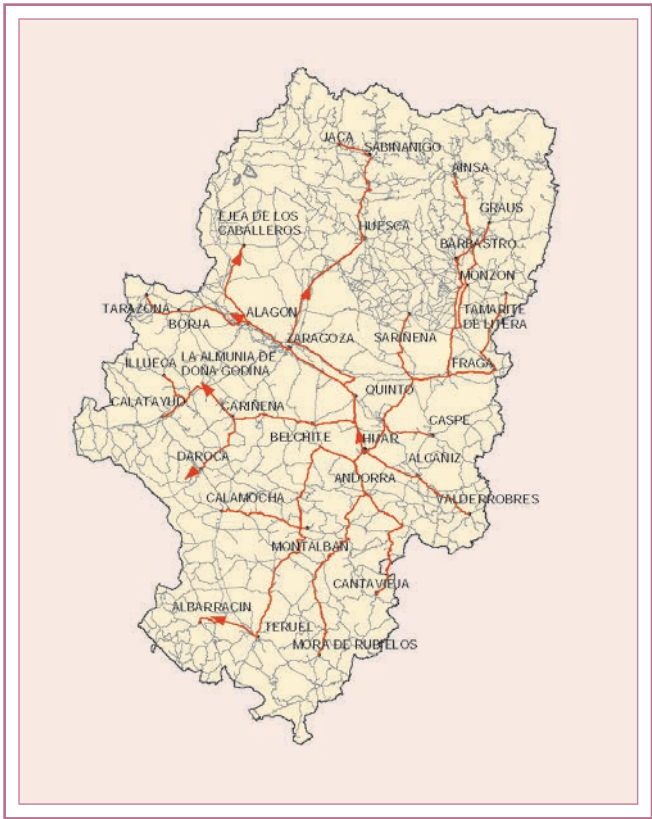 JACA
SABIÑANIGO
AINSA
GRAUS
EJEA DE LOS
CABALLEROS
HUESCA
BARBASTRO
MONZON
TARAZONA
BORJA
ALAGON
TAMARITE
DE LITERA
ZARAGOZA
SARIÑENA
ILLUECA
LA ALMUNIA DE
DOÑA GODINA
FRAGA
QUINTO
CALATAYUD
CARIÑENA
CASPE
BELCHITE
HIJAR
DAROCA
ALCAÑIZ
ANDORRA
CALAMOCHA
VALDERROBRES
MONTALBAN
CANTAVIEJA
ALBARRACIN
TERUEL
MORA DE RUBIELOS